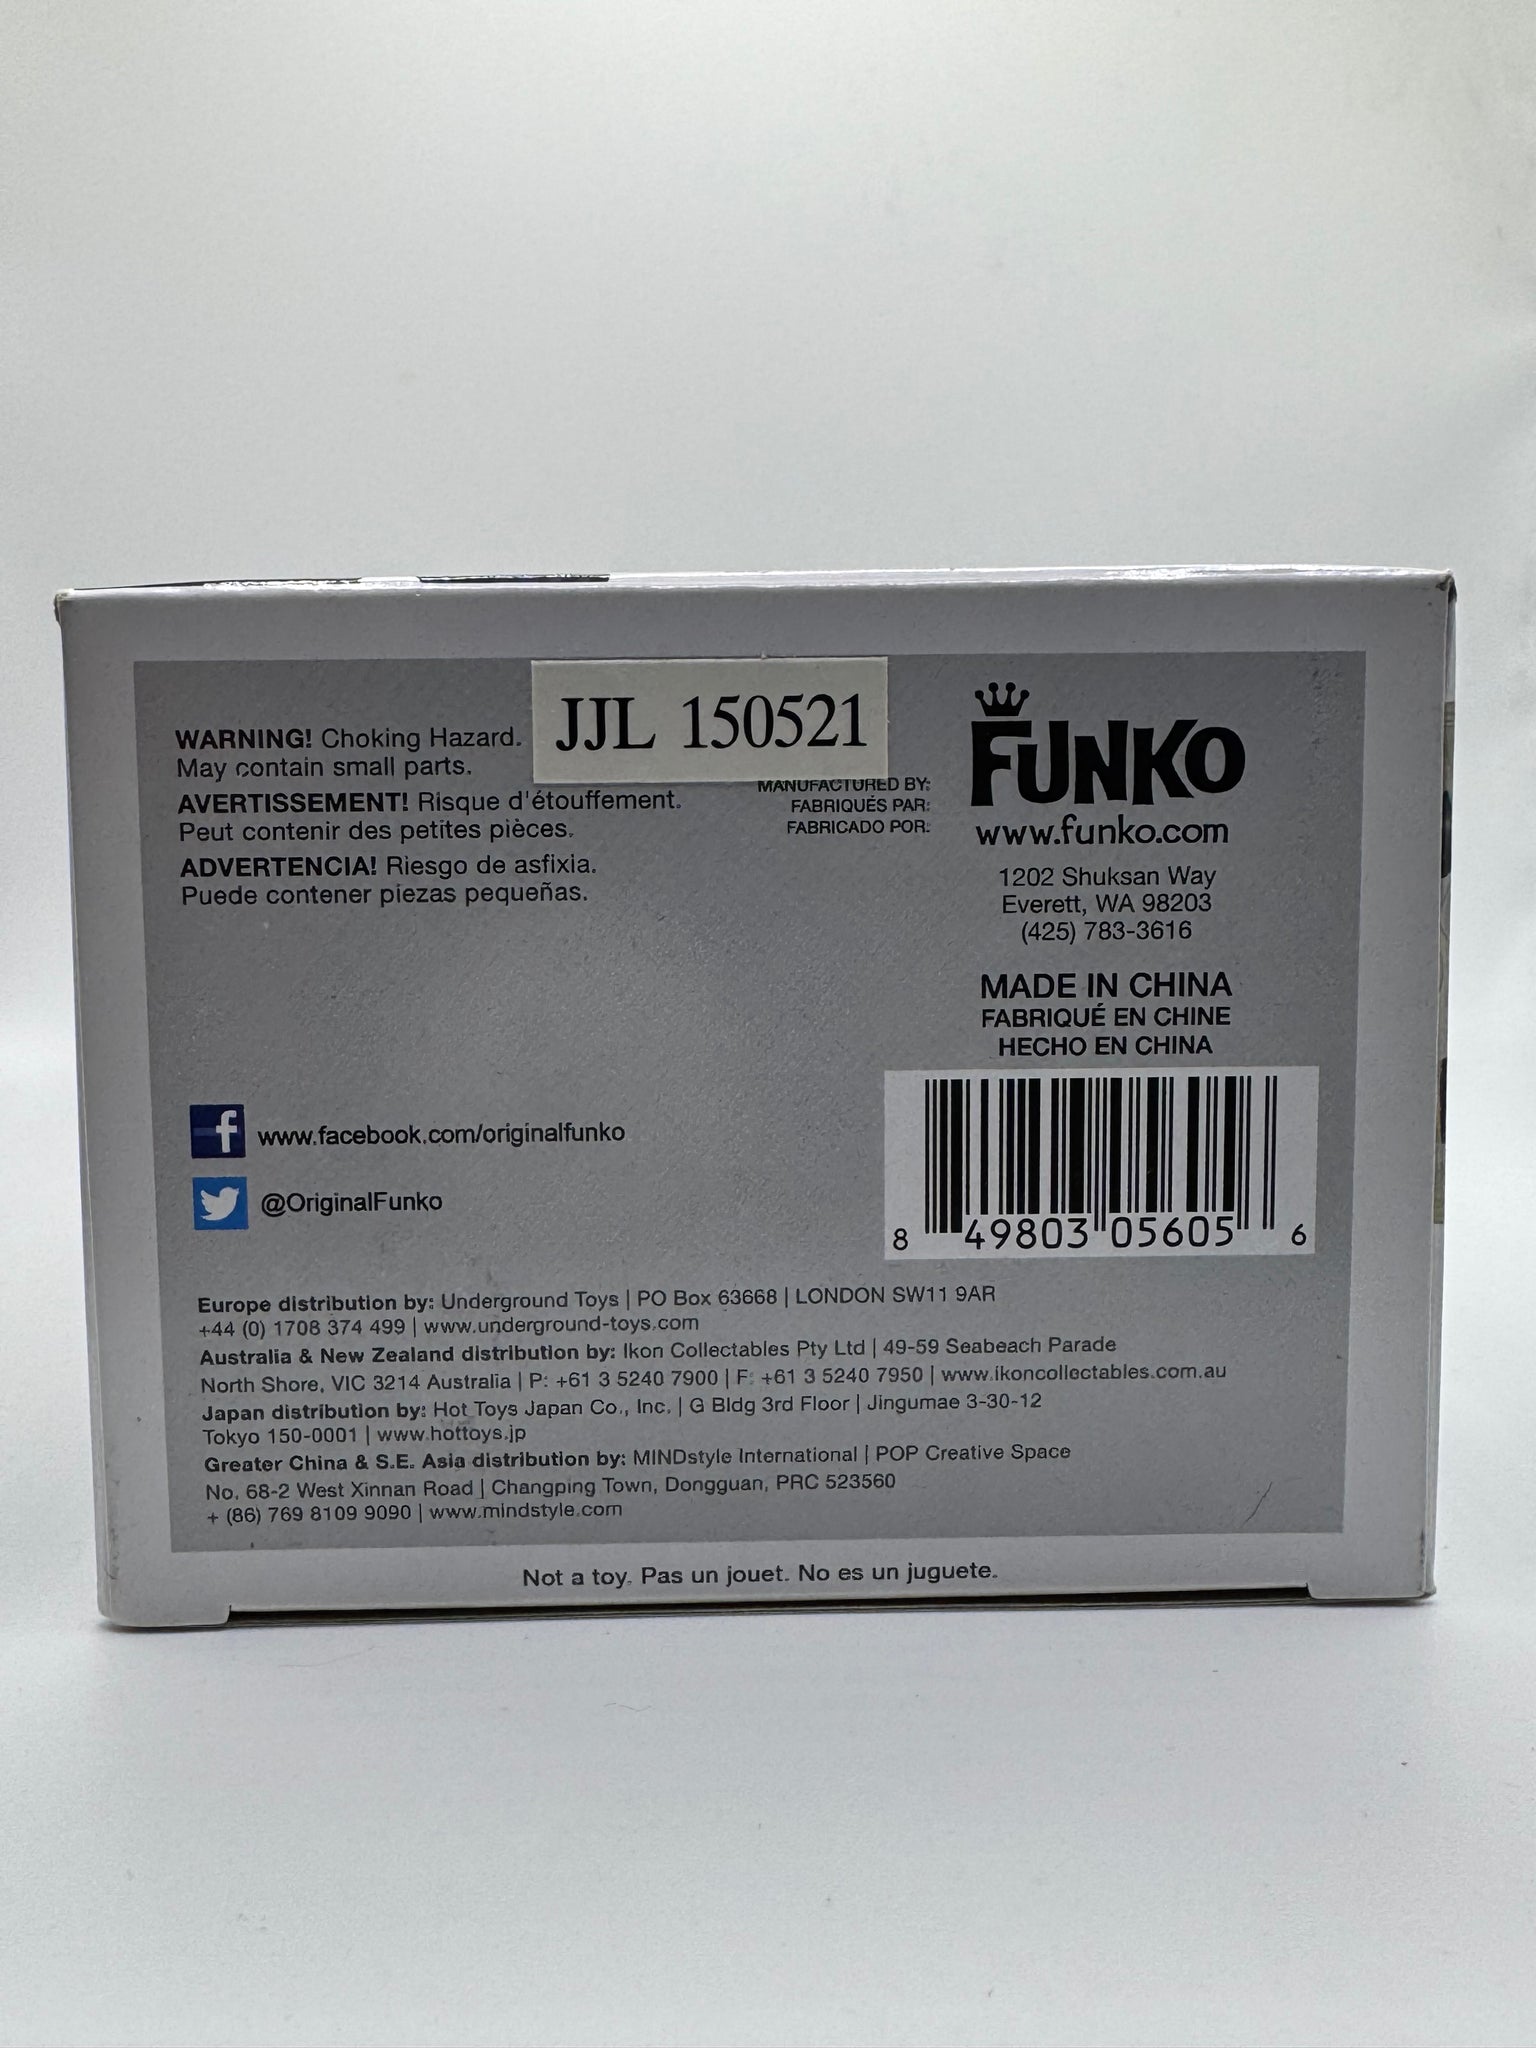 JJL 150521
WARNING! Choking Hazard.
May contain small parts.
AVERTISSEMENT! Risque d'étouffement.
Peut contenir des petites pièces.
ADVERTENCIA! Riesgo de asfixia.
Puede contener piezas pequeñas.
MANUFACTURED BY:
FABRIQUÉS PAR:
FABRICADO POR:
FUNKO
www.funko.com
1202 Shuksan Way
Everett, WA 98203
(425) 783-3616
MADE IN CHINA
FABRIQUÉ EN CHINE
HECHO EN CHINA
f www.facebook.com/originalfunko
@OriginalFunko
8 49803 05605 6
Europe distribution by: Underground Toys | PO Box 63668 | LONDON SW11 9AR
+44 (0) 1708 374 499 | www.underground-toys.com
Australia & New Zealand distribution by: Ikon Collectables Pty Ltd | 49-59 Seabeach Parade
North Shore, VIC 3214 Australia | P: +61 3 5240 7900 | F: +61 3 5240 7950 | www.ikoncollectables.com.au
Japan distribution by: Hot Toys Japan Co., Inc. | G Bldg 3rd Floor | Jingumae 3-30-12
Tokyo 150-0001 | www.hottoys.jp
Greater China & S.E. Asia distribution by: MINDstyle International | POP Creative Space
No. 68-2 West Xinnan Road | Changping Town, Dongguan, PRC 523560
+ (86) 769 8109 9090 | www.mindstyle.com
Not a toy. Pas un jouet. No es un juguete.